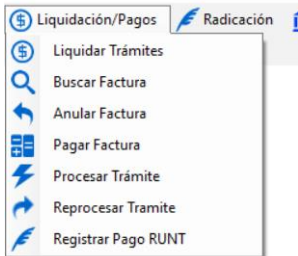 Liquidación/Pagos Radicación
Liquidar Trámites
Buscar Factura
Anular Factura
Pagar Factura
Procesar Trámite
Reprocesar Tramite
Registrar Pago RUNT